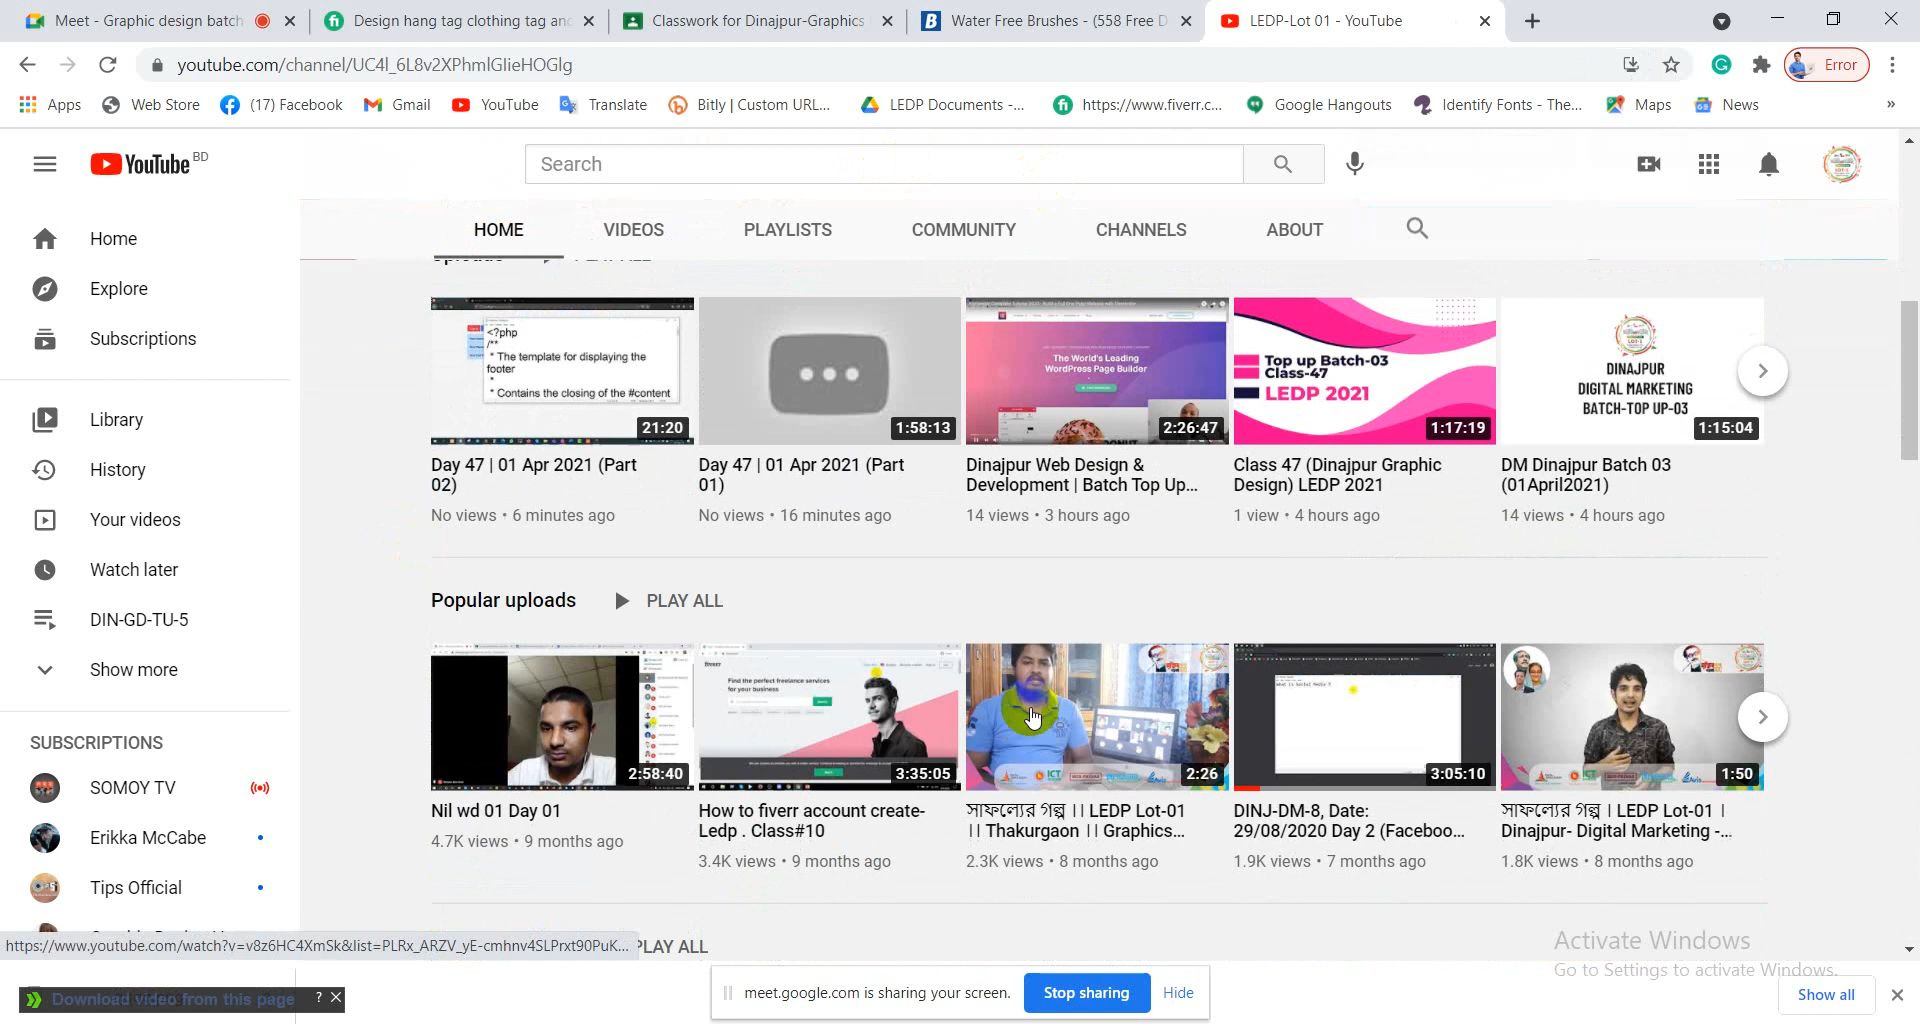 Meet - Graphic design batch
Design hang tag clothing tag an
Classwork for Dinajpur-Graphics
Water Free Brushes - (558 Free D
LEDP-Lot 01 - YouTube
youtube.com/channel/UC4l_6L8v2XPhmIGlieHOGlg
Error
Apps
Web Store
(17) Facebook
Gmail
YouTube
Translate
Bitly | Custom URL...
LEDP Documents -...
https://www.fiverr.c...
Google Hangouts
Identify Fonts - The...
Maps
News
»
YouTube BD
Search
HOME
VIDEOS
PLAYLISTS
COMMUNITY
CHANNELS
ABOUT
Home
Explore
Subscriptions
Library
History
Your videos
Watch later
DIN-GD-TU-5
Show more
SUBSCRIPTIONS
SOMOY TV
Erikka McCabe
Tips Official
<?php
/**
* The template for displaying the
footer
*
* Contains the closing of the #content
21:20
Day 47 | 01 Apr 2021 (Part
02)
No views • 6 minutes ago
1:58:13
Day 47 | 01 Apr 2021 (Part
01)
No views • 16 minutes ago
The World's Leading
WordPress Page Builder
2:26:47
Dinajpur Web Design &
Development | Batch Top Up...
14 views • 3 hours ago
Top up Batch-03
Class-47
LEDP 2021
1:17:19
Class 47 (Dinajpur Graphic
Design) LEDP 2021
1 view • 4 hours ago
LOT-1
DINAJPUR
DIGITAL MARKETING
BATCH-TOP UP-03
1:15:04
DM Dinajpur Batch 03
(01April2021)
14 views • 4 hours ago
Popular uploads
PLAY ALL
2:58:40
Nil wd 01 Day 01
4.7K views • 9 months ago
fiverr
Find the perfect freelance services
for your business
3:35:05
How to fiverr account create-
Ledp . Class#10
3.4K views • 9 months ago
ICT
2:26
সাফল্যের গল্প ।। LEDP Lot-01
।। Thakurgaon ।। Graphics...
2.3K views • 8 months ago
3:05:10
DINJ-DM-8, Date:
29/08/2020 Day 2 (Faceboo...
1.9K views • 7 months ago
ICT
1:50
সাফল্যের গল্প । LEDP Lot-01 ।
Dinajpur- Digital Marketing -...
1.8K views • 8 months ago
PLAY ALL
https://www.youtube.com/watch?v=v8z6HC4XmSk&list=PLRx_ARZV_yE-cmhnv4SLPrxt90PuK...
Activate Windows
Go to Settings to activate Windows.
Download video from this page
? ×
meet.google.com is sharing your screen.
Stop sharing
Hide
Show all